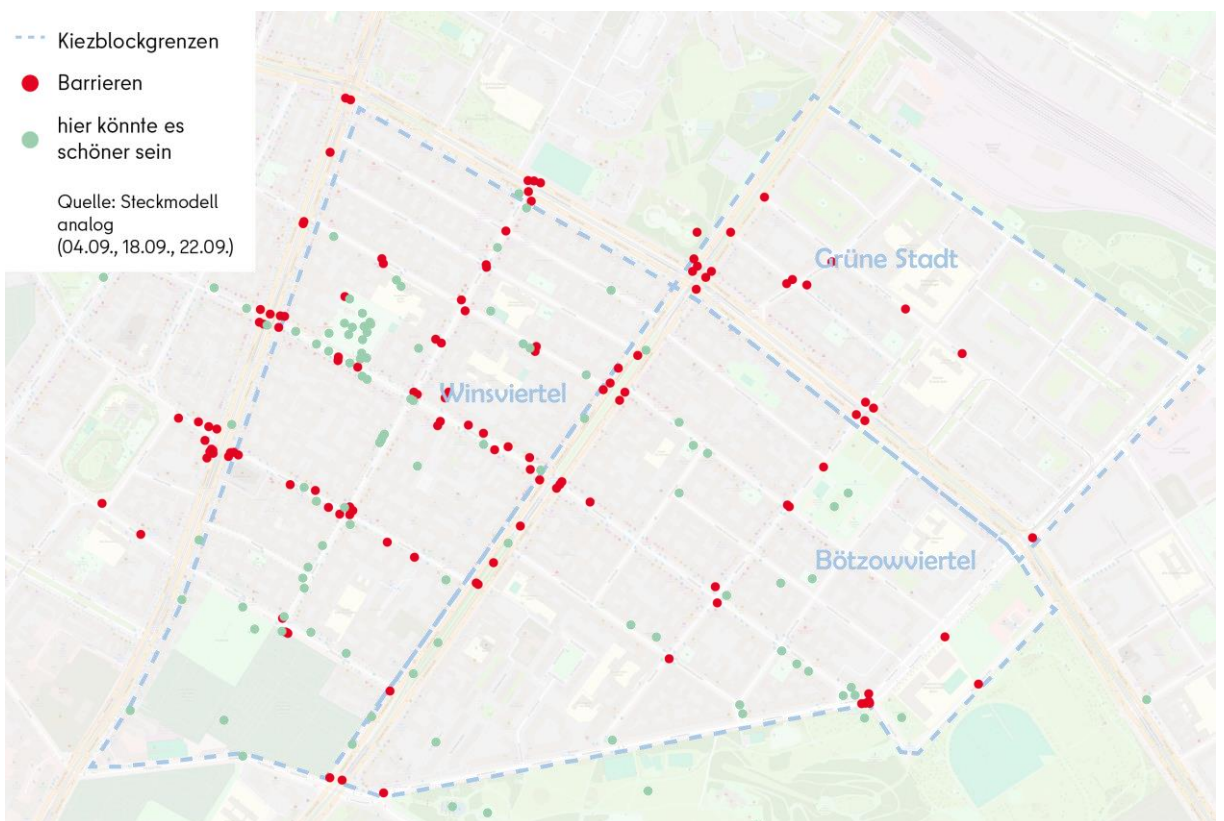 Kiezblockgrenzen
Barrieren
hier könnte es
schöner sein
Quelle: Steckmodell
analog
(04.09., 18.09., 22.09.)
Grüne Stadt
Winsviertel
Bötzowviertel